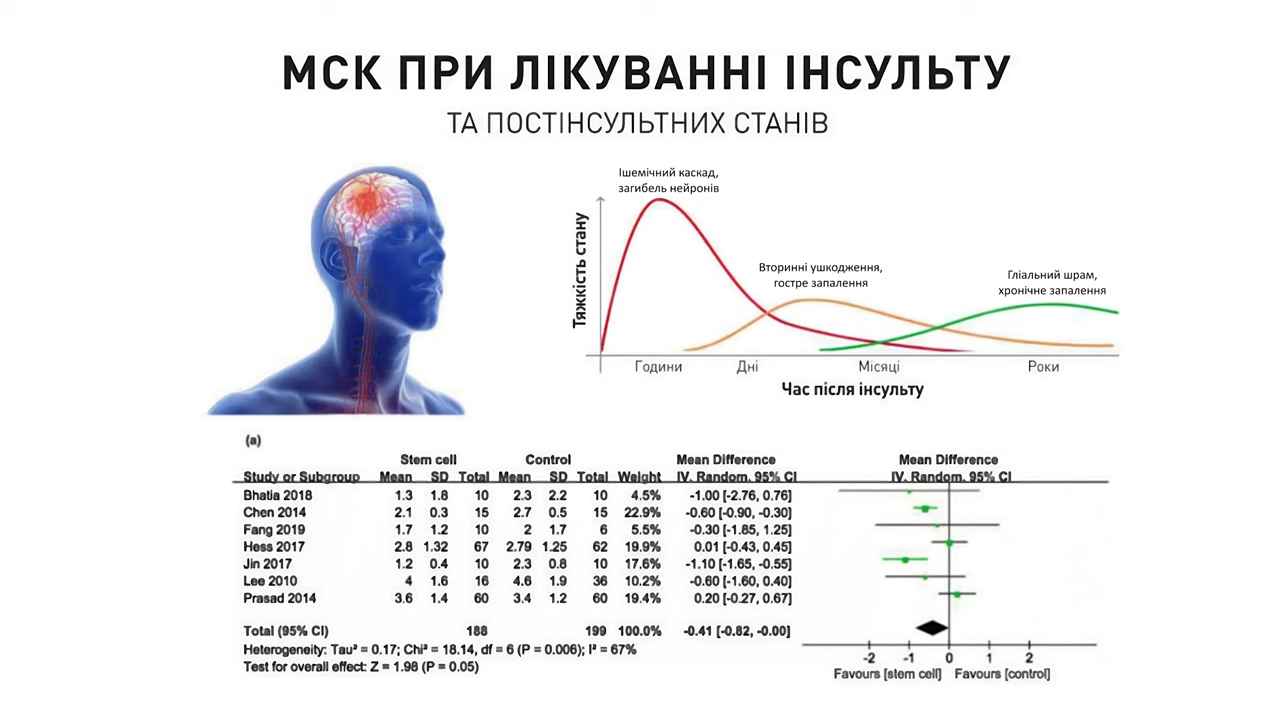 МСК ПРИ ЛІКУВАННІ ІНСУЛЬТУ
ТА ПОСТІНСУЛЬТНИХ СТАНІВ
Ішемічний каскад,
загибель нейронів
Вторинні ушкодження,
гостре запалення
Гліальний шрам,
хронічне запалення
Тяжкість стану
Години Дні Місяці Роки
Час після інсульту
(a)
Stem cell Control Mean Difference Mean Difference
Study or Subgroup Mean SD Total Mean SD Total Weight IV. Random. 95% CI IV. Random. 95% CI
Bhatia 2018 1.3 1.8 10 2.3 2.2 10 4.5% -1.00 [-2.76, 0.76]
Chen 2014 2.1 0.3 15 2.7 0.5 15 22.9% -0.60 [-0.90, -0.30]
Fang 2019 1.7 1.2 10 2 1.7 6 5.5% -0.30 [-1.85, 1.25]
Hess 2017 2.8 1.32 67 2.79 1.25 62 19.9% 0.01 [-0.43, 0.45]
Jin 2017 1.2 0.4 10 2.3 0.8 10 17.6% -1.10 [-1.65, -0.55]
Lee 2010 4 1.6 16 4.6 1.9 36 10.2% -0.60 [-1.60, 0.40]
Prasad 2014 3.6 1.4 60 3.4 1.2 60 19.4% 0.20 [-0.27, 0.67]
Total (95% CI) 188 199 100.0% -0.41 [-0.82, -0.00]
Heterogeneity: Tau² = 0.17; Chi² = 18.14, df = 6 (P = 0.006); I² = 67%
Test for overall effect: Z = 1.98 (P = 0.05)
-2 -1 0 1 2
Favours [stem cell] Favours [control]